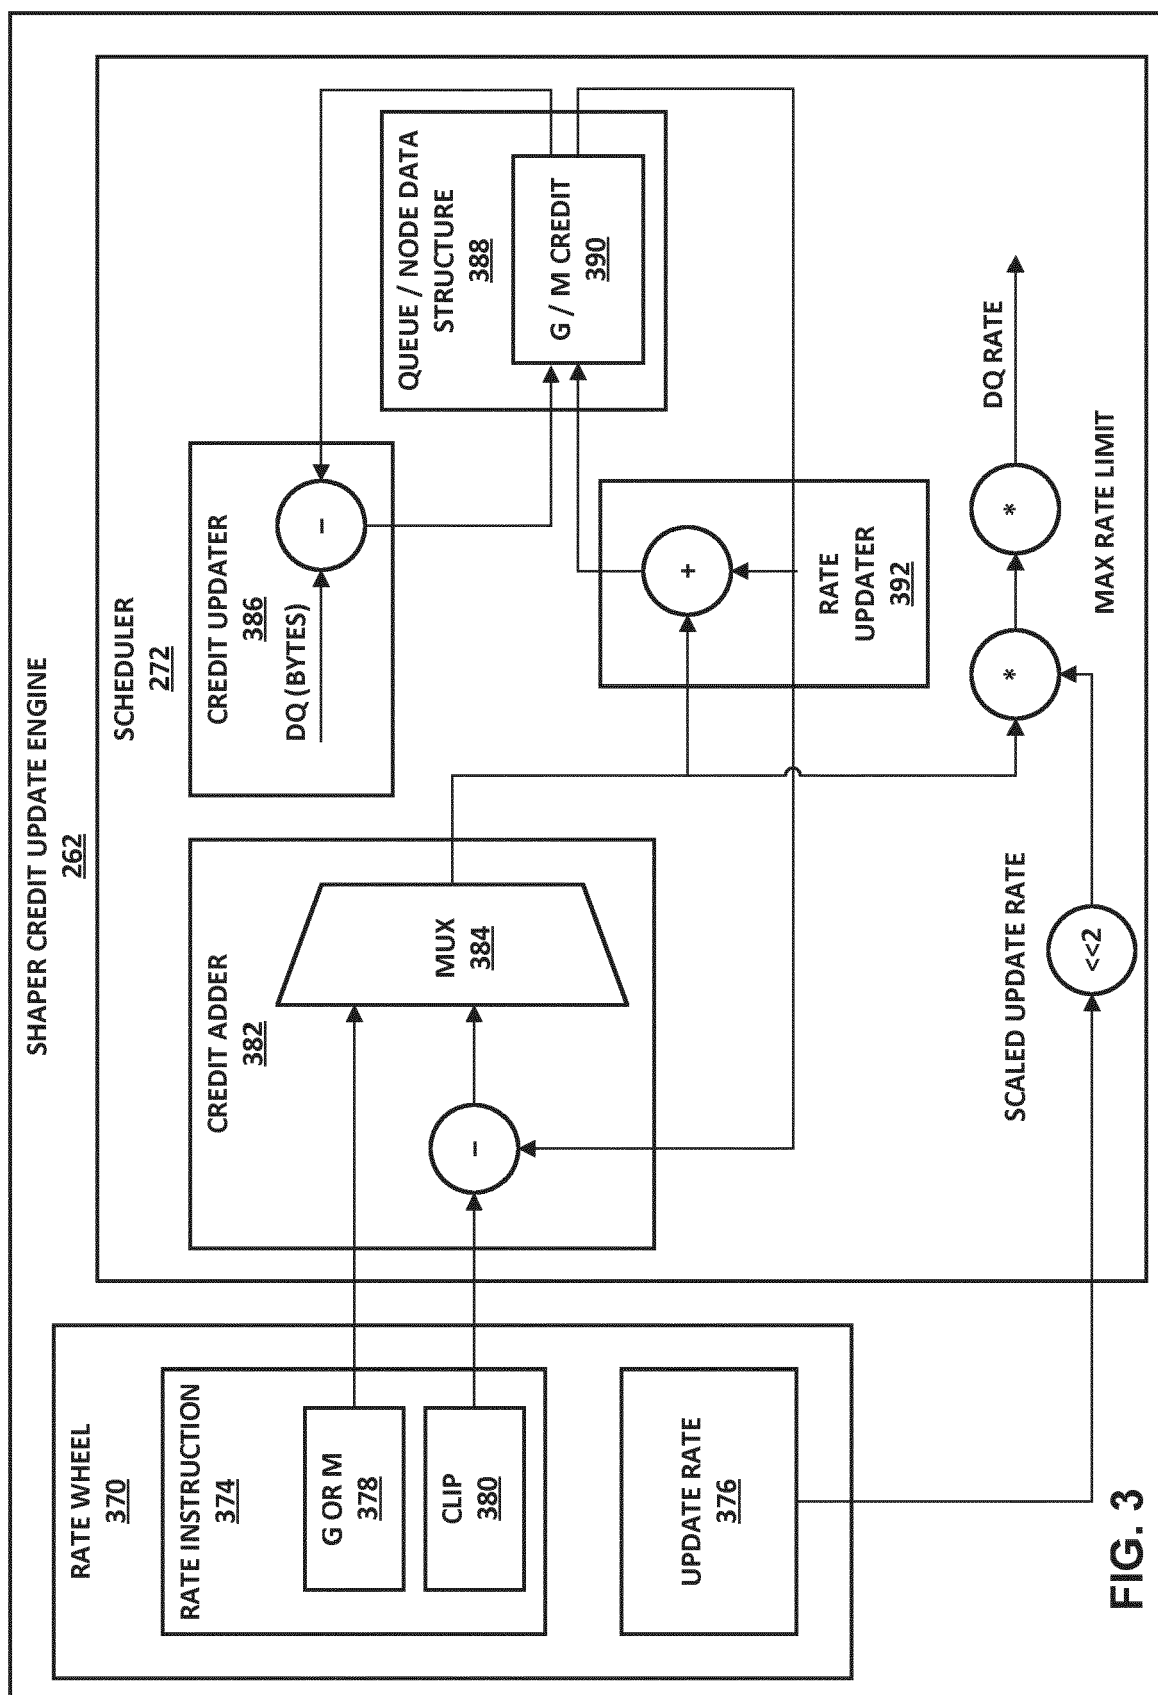 SHAPER CREDIT UPDATE ENGINE
262
RATE WHEEL
370
RATE INSTRUCTION
374
G OR M
378
CLIP
380
UPDATE RATE
376
SCHEDULER
272
CREDIT ADDER
382
MUX
384
–
CREDIT UPDATER
386
DQ (BYTES)
–
QUEUE / NODE DATA
STRUCTURE
388
G / M CREDIT
390
+
RATE
UPDATER
392
SCALED UPDATE RATE
<<2
*
*
DQ RATE
MAX RATE LIMIT
FIG. 3